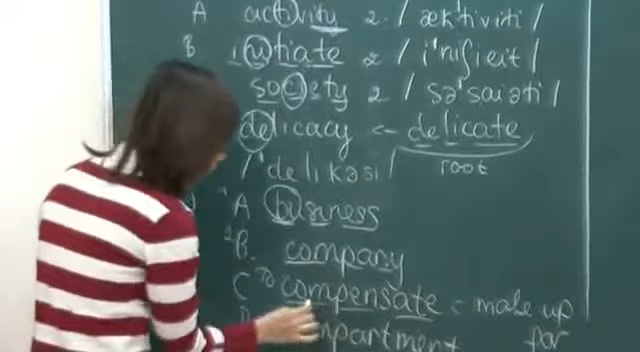 A activity 2. / æk'tiviti /
B initiate 2 / i'niʃieit /
society 2 / sə'saiəti /
delicacy <- delicate
/'delikəsi/ root
A business
B. company
C To compensate = make up
for